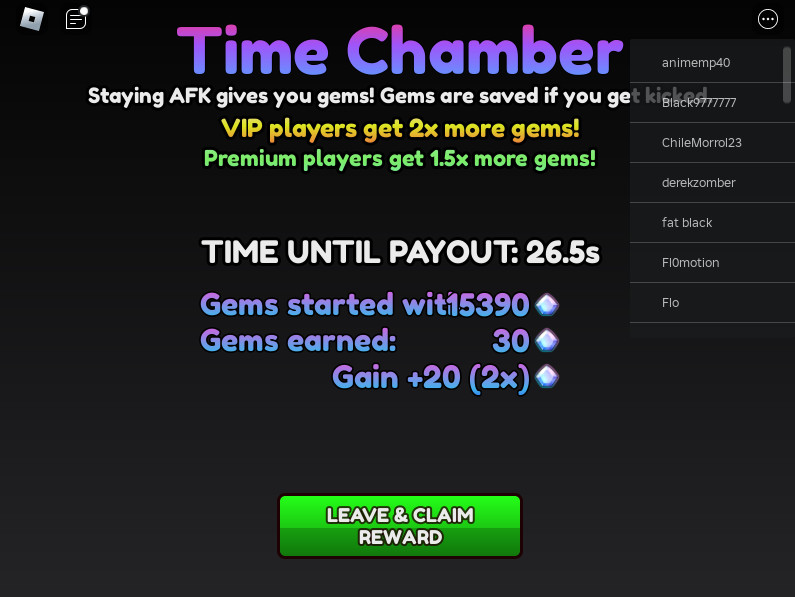 Time Chamber
Staying AFK gives you gems! Gems are saved if you get kicked
VIP players get 2x more gems!
Premium players get 1.5x more gems!
animemp40
Black9777777
ChileMorrol23
derekzomber
fat black
Fl0motion
Flo
TIME UNTIL PAYOUT: 26.5s
Gems started with: 15390
Gems earned: 30
Gain +20 (2x)
LEAVE & CLAIM
REWARD